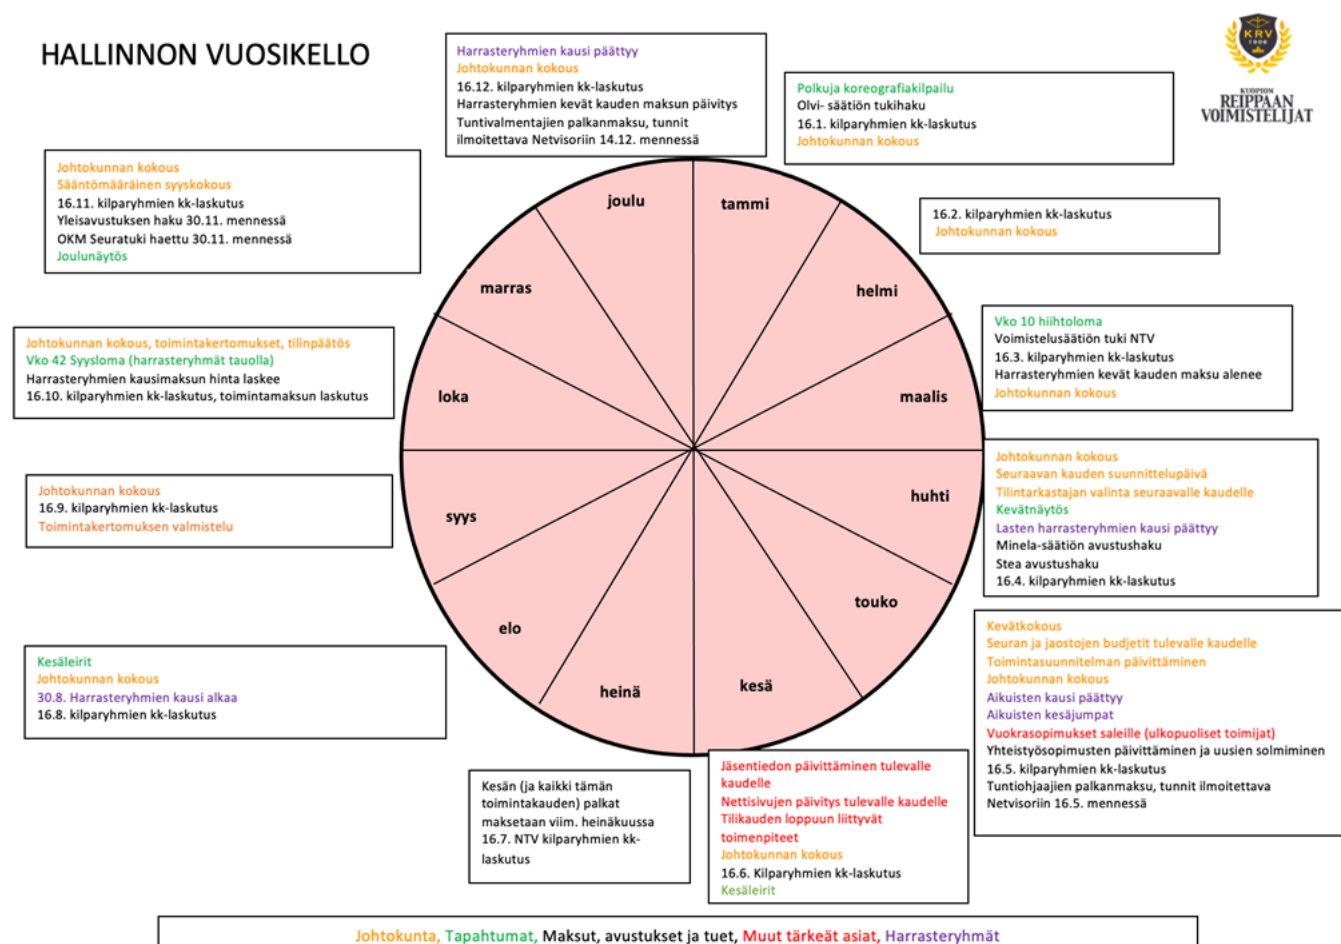 HALLINNON VUOSIKELLO
KRV
1906
KUOPION
REIPPAAN
VOIMISTELIJAT
Harrasteryhmien kausi päättyy
Johtokunnan kokous
16.12. kilparyhmien kk-laskutus
Harrasteryhmien kevät kauden maksun päivitys
Tuntivalmentajien palkanmaksu, tunnit
ilmoitettava Netvisoriin 14.12. mennessä
Polkuja koreografiakilpailu
Olvi- säätiön tukihaku
16.1. kilparyhmien kk-laskutus
Johtokunnan kokous
16.2. kilparyhmien kk-laskutus
Johtokunnan kokous
Vko 10 hiihtoloma
Voimistelusäätiön tuki NTV
16.3. kilparyhmien kk-laskutus
Harrasteryhmien kevät kauden maksu alenee
Johtokunnan kokous
Johtokunnan kokous
Seuraavan kauden suunnittelupäivä
Tilintarkastajan valinta seuraavalle kaudelle
Kevätnäytös
Lasten harrasteryhmien kausi päättyy
Minela-säätiön avustushaku
Stea avustushaku
16.4. kilparyhmien kk-laskutus
Kevätkokous
Seuran ja jaostojen budjetit tulevalle kaudelle
Toimintasuunnitelman päivittäminen
Johtokunnan kokous
Aikuisten kausi päättyy
Aikuisten kesäjumpat
Vuokrasopimukset saleille (ulkopuoliset toimijat)
Yhteistyösopimusten päivittäminen ja uusien solmiminen
16.5. kilparyhmien kk-laskutus
Tuntiohjaajien palkanmaksu, tunnit ilmoitettava
Netvisoriin 16.5. mennessä
Jäsentiedon päivittäminen tulevalle
kaudelle
Nettisivujen päivitys tulevalle kaudelle
Tilikauden loppuun liittyvät
toimenpiteet
Johtokunnan kokous
16.6. Kilparyhmien kk-laskutus
Kesäleirit
Kesän (ja kaikki tämän
toimintakauden) palkat
maksetaan viim. heinäkuussa
16.7. NTV kilparyhmien kk-
laskutus
Kesäleirit
Johtokunnan kokous
30.8. Harrasteryhmien kausi alkaa
16.8. kilparyhmien kk-laskutus
Johtokunnan kokous
16.9. kilparyhmien kk-laskutus
Toimintakertomuksen valmistelu
Johtokunnan kokous, toimintakertomukset, tilinpäätös
Vko 42 Syysloma (harrasteryhmät tauolla)
Harrasteryhmien kausimaksun hinta laskee
16.10. kilparyhmien kk-laskutus, toimintamaksun laskutus
Johtokunnan kokous
Sääntömääräinen syyskokous
16.11. kilparyhmien kk-laskutus
Yleisavustuksen haku 30.11. mennessä
OKM Seuratuki haettu 30.11. mennessä
Joulunäytös
tammi
helmi
maalis
huhti
touko
kesä
heinä
elo
syys
loka
marras
joulu
Johtokunta, Tapahtumat, Maksut, avustukset ja tuet, Muut tärkeät asiat, Harrasteryhmät